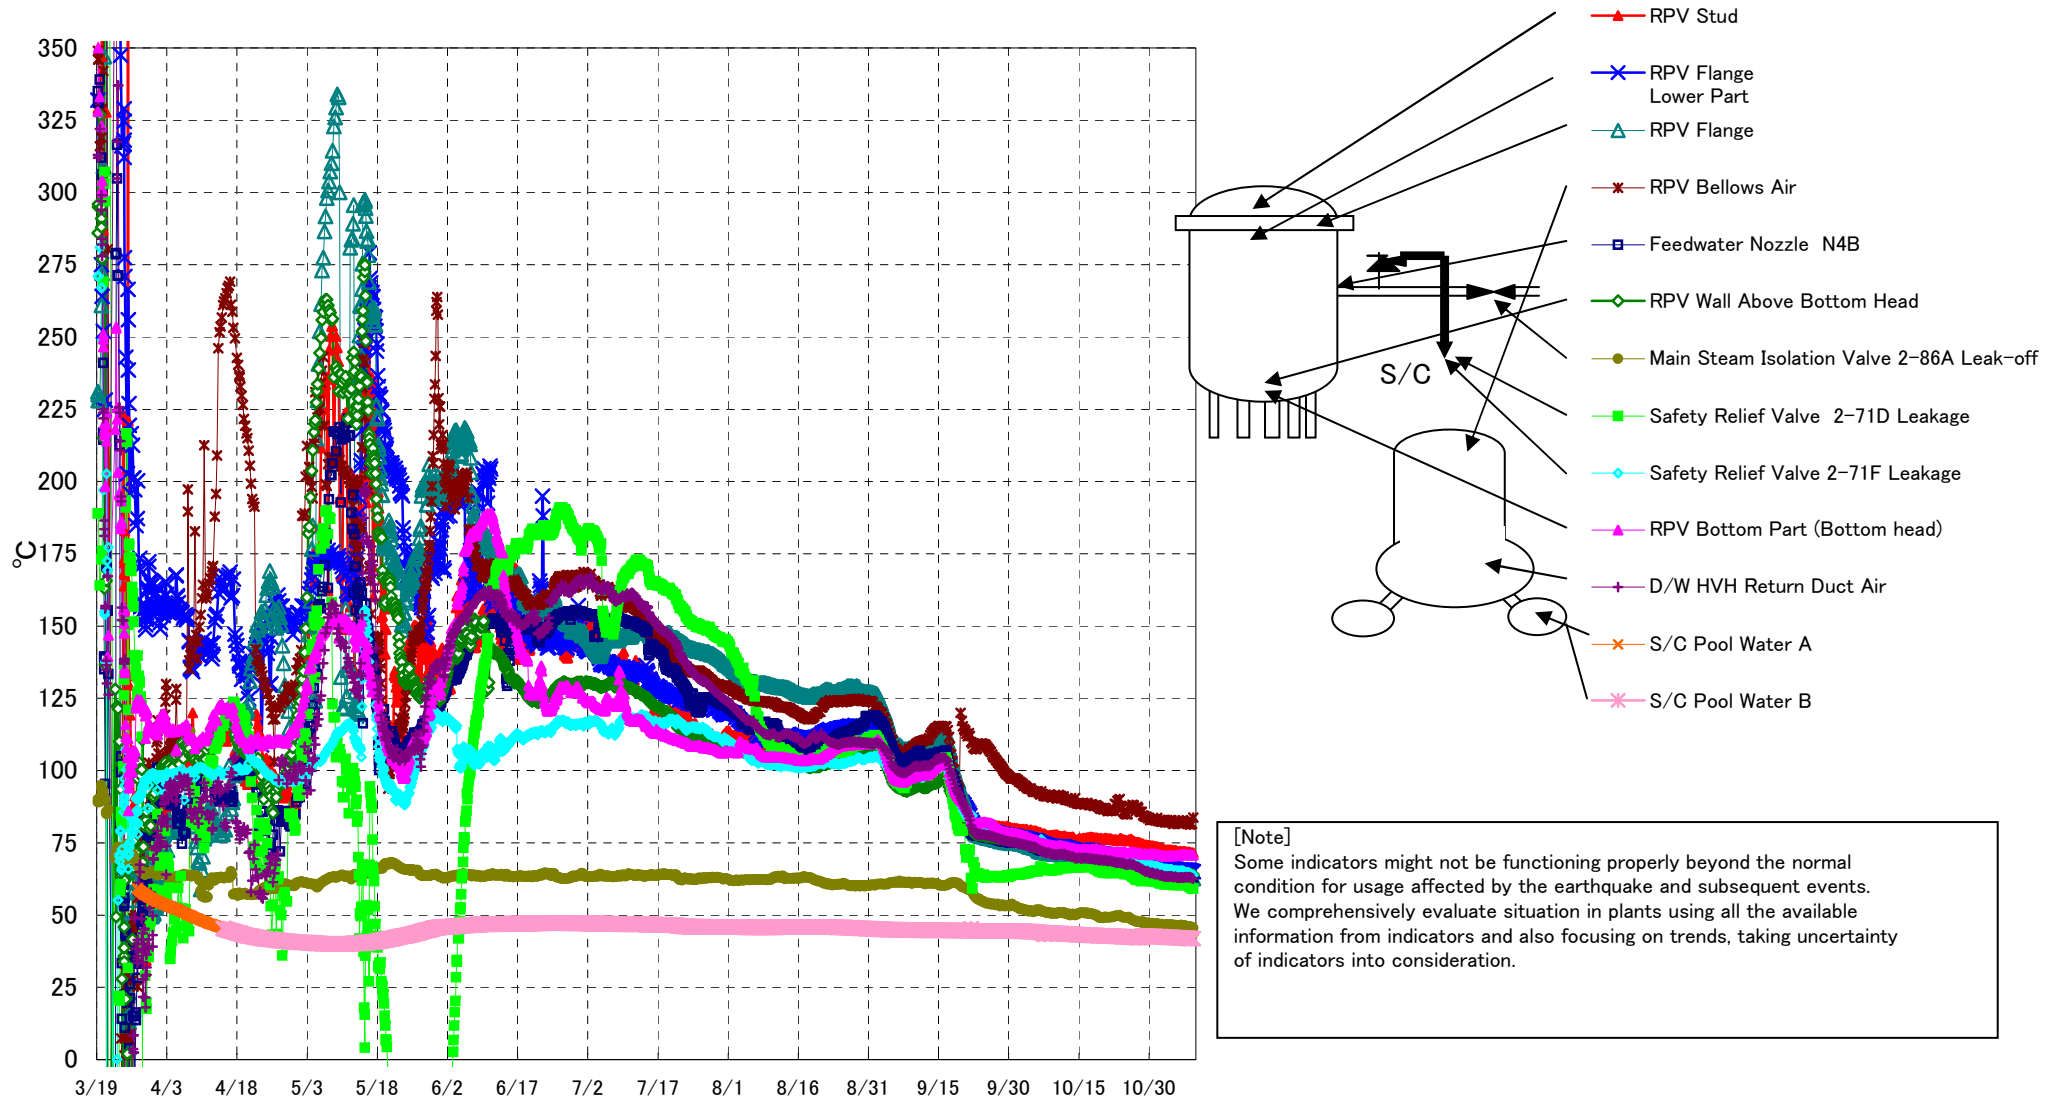 350
325
300
275
250
225
200
175
150
125
100
75
50
25
0
℃
3/19 4/3 4/18 5/3 5/18 6/2 6/17 7/2 7/17 8/1 8/16 8/31 9/15 9/30 10/15 10/30
RPV Stud
RPV Flange
Lower Part
RPV Flange
RPV Bellows Air
Feedwater Nozzle N4B
RPV Wall Above Bottom Head
Main Steam Isolation Valve 2-86A Leak-off
Safety Relief Valve 2-71D Leakage
Safety Relief Valve 2-71F Leakage
RPV Bottom Part (Bottom head)
D/W HVH Return Duct Air
S/C Pool Water A
S/C Pool Water B
S/C
[Note]
Some indicators might not be functioning properly beyond the normal
condition for usage affected by the earthquake and subsequent events.
We comprehensively evaluate situation in plants using all the available
information from indicators and also focusing on trends, taking uncertainty
of indicators into consideration.